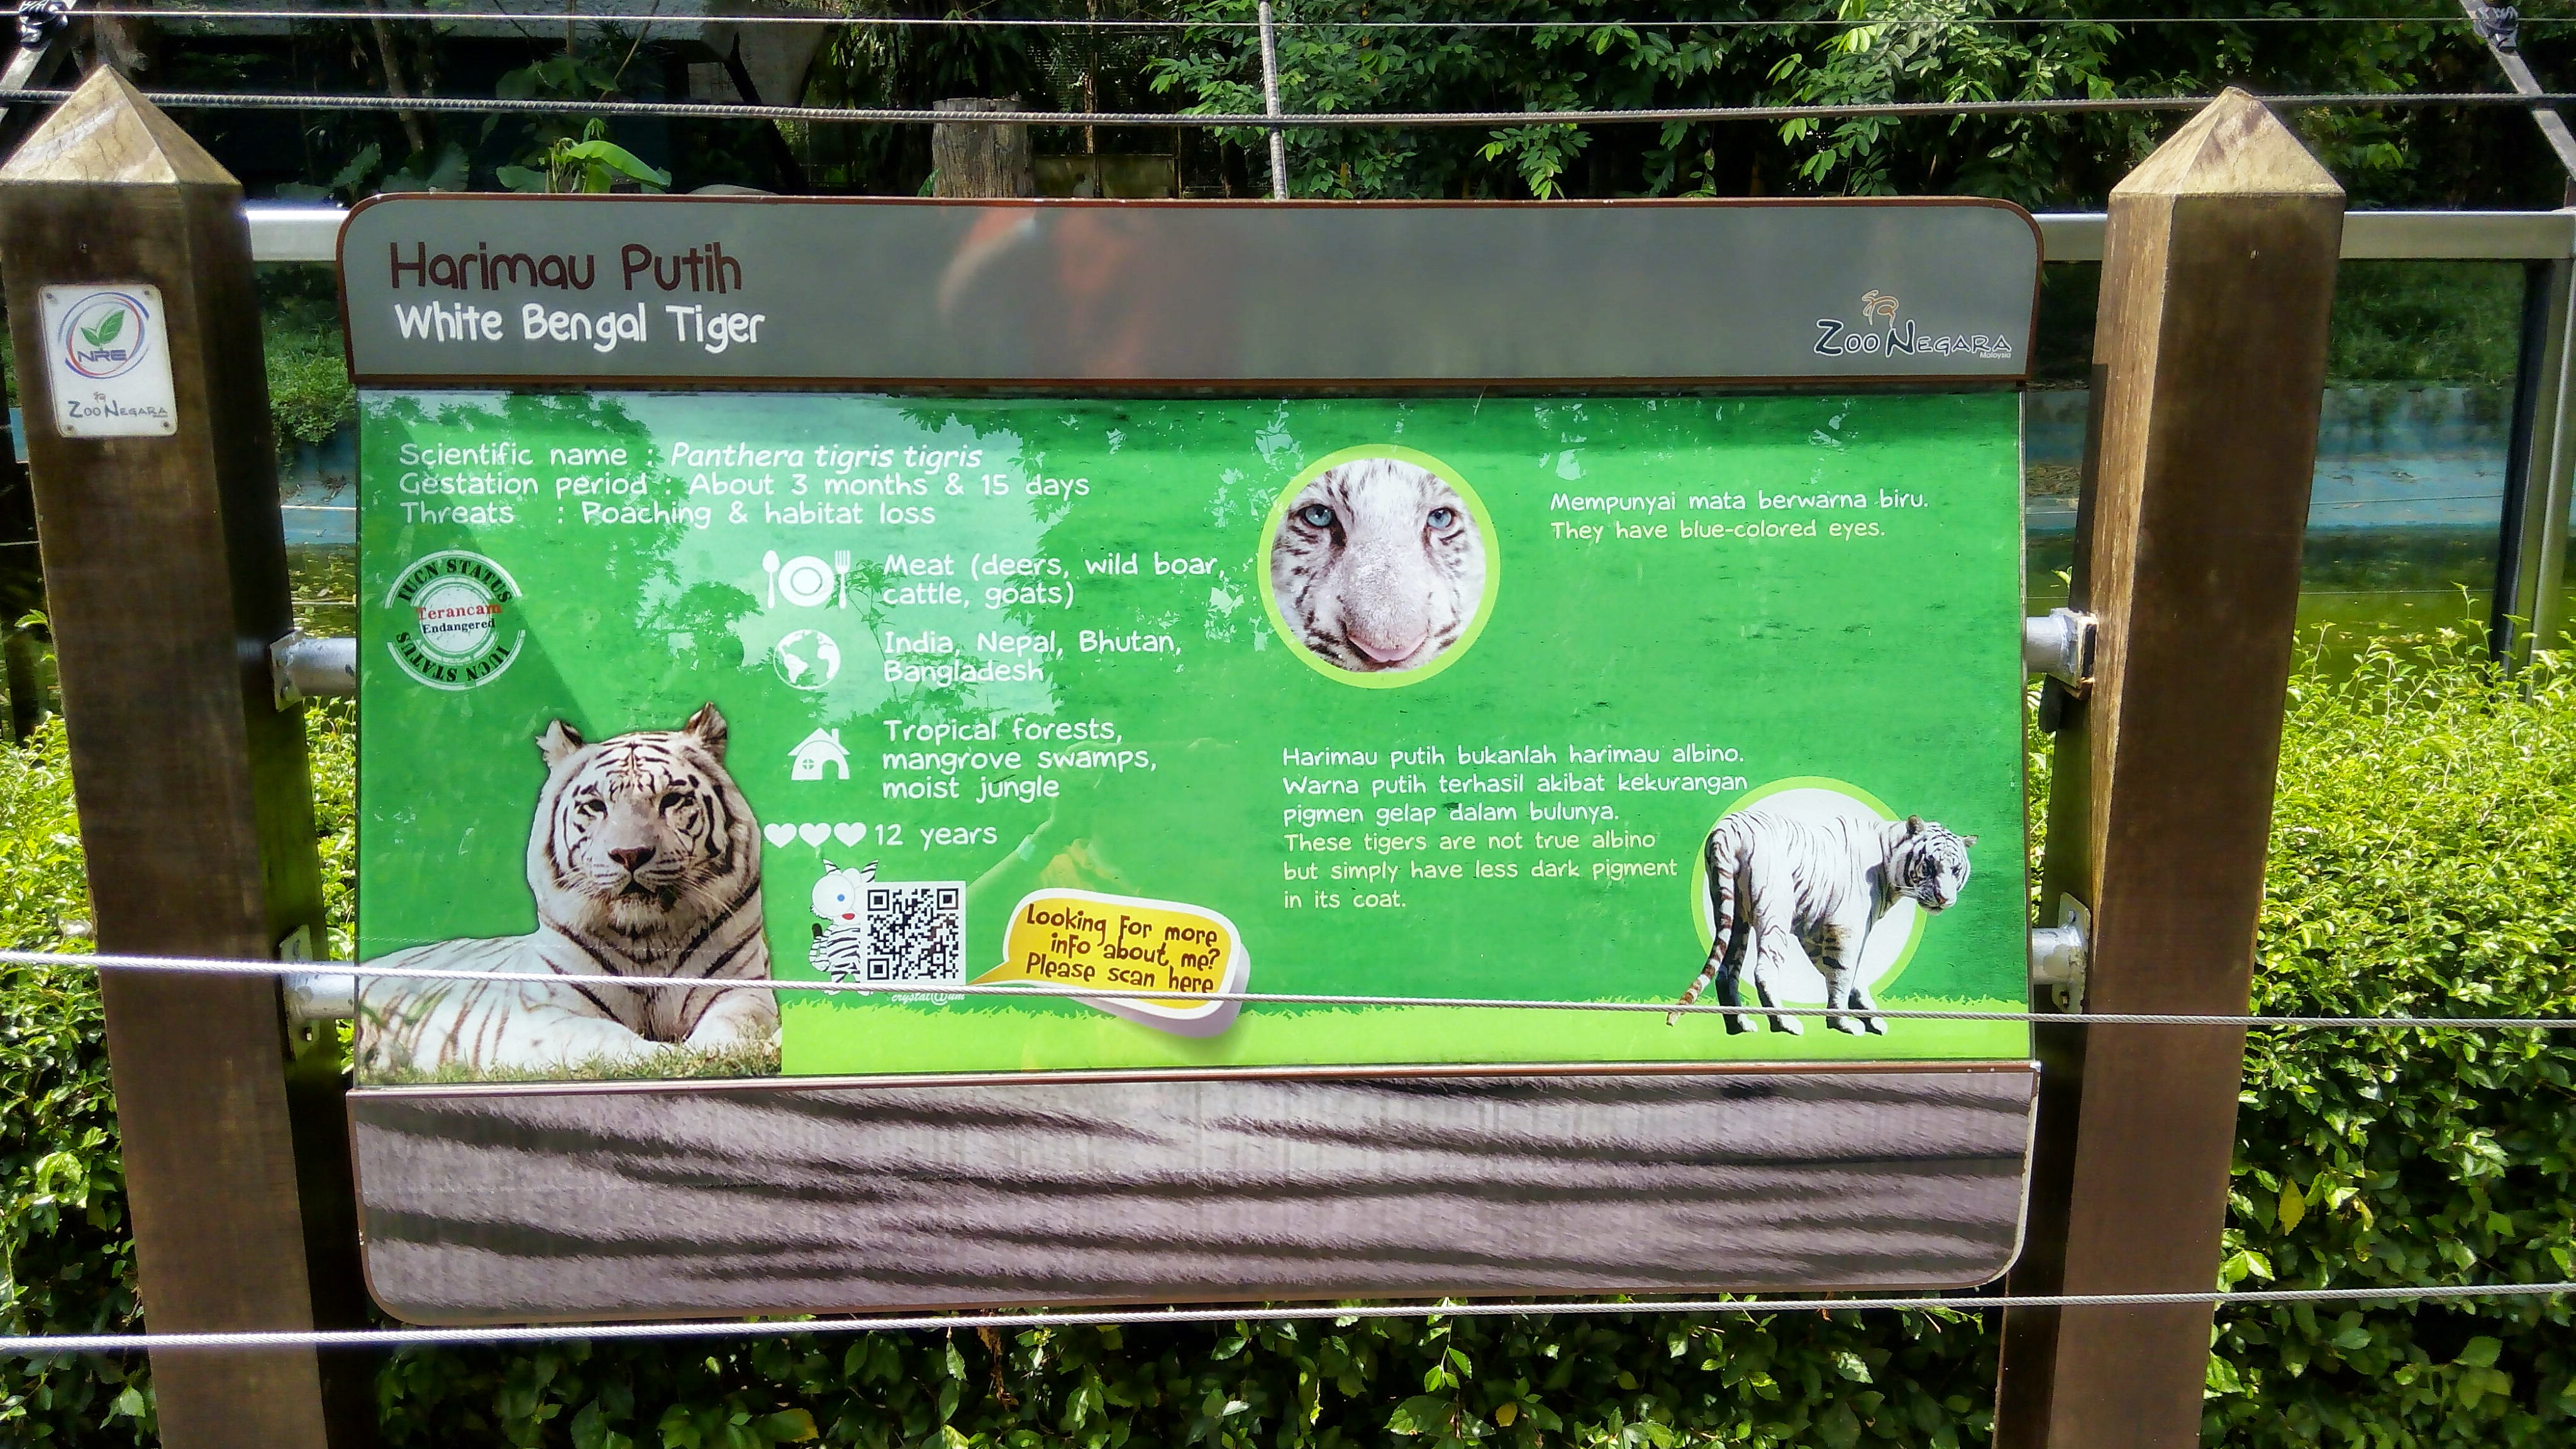 Harimau Putih
White Bengal Tiger
Zoo Negara
Malaysia
NRE
Zoo Negara
Scientific name : Panthera tigris tigris
Gestation period : About 3 months & 15 days
Threats : Poaching & habitat loss
IUCN STATUS
Terancam
Endangered
IUCN STATUS
Meat (deers, wild boar,
cattle, goats)
India, Nepal, Bhutan,
Bangladesh
Tropical forests,
mangrove swamps,
moist jungle
12 years
Looking for more
info about me?
Please scan here
Mempunyai mata berwarna biru.
They have blue-colored eyes.
Harimau putih bukanlah harimau albino.
Warna putih terhasil akibat kekurangan
pigmen gelap dalam bulunya.
These tigers are not true albino
but simply have less dark pigment
in its coat.